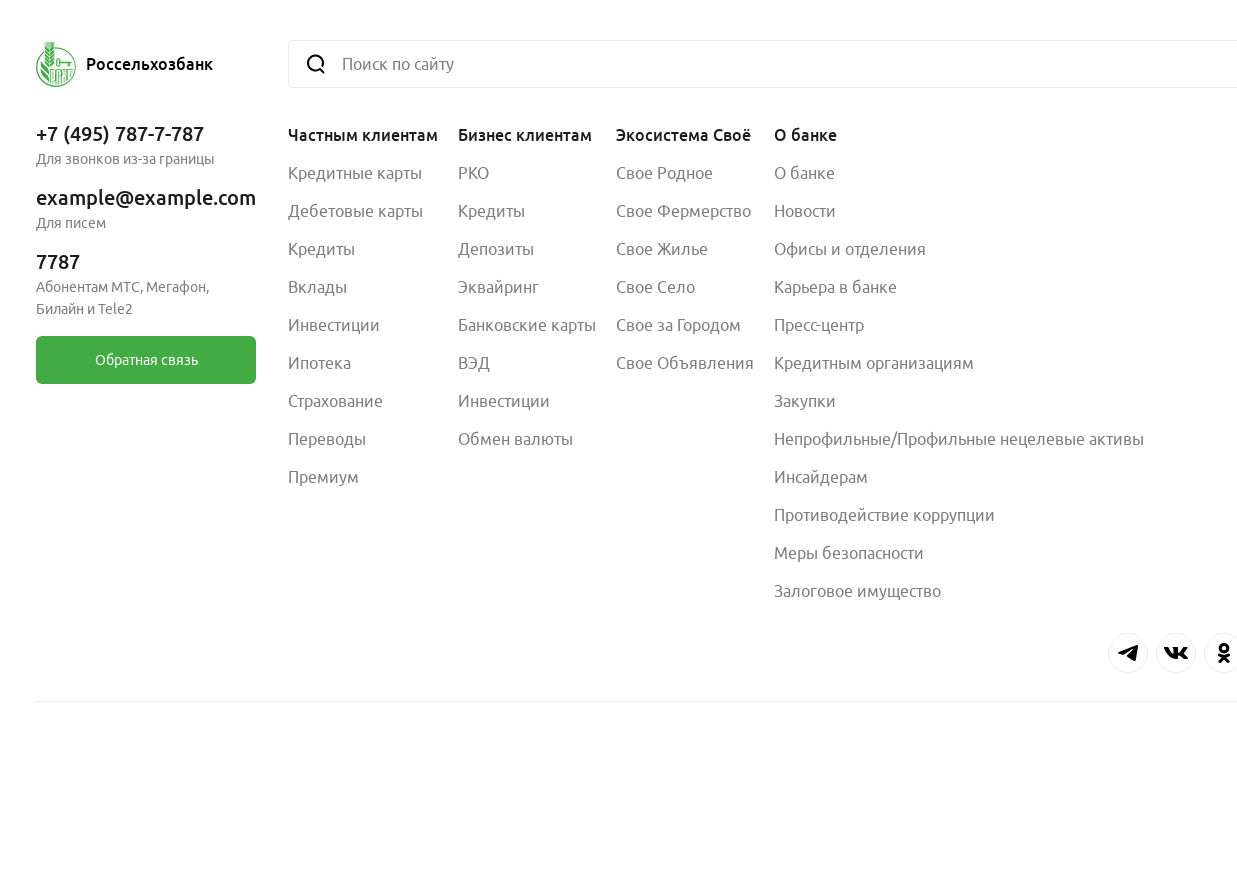 Россельхозбанк
Поиск по сайту
+7 (495) 787-7-787
Для звонков из-за границы
example@example.com
Для писем
7787
Абонентам МТС, Мегафон,
Билайн и Tele2
Обратная связь
Частным клиентам
Кредитные карты
Дебетовые карты
Кредиты
Вклады
Инвестиции
Ипотека
Страхование
Переводы
Премиум
Бизнес клиентам
РКО
Кредиты
Депозиты
Эквайринг
Банковские карты
ВЭД
Инвестиции
Обмен валюты
Экосистема Своё
Свое Родное
Свое Фермерство
Свое Жилье
Свое Село
Свое за Городом
Свое Объявления
О банке
О банке
Новости
Офисы и отделения
Карьера в банке
Пресс-центр
Кредитным организациям
Закупки
Непрофильные/Профильные нецелевые активы
Инсайдерам
Противодействие коррупции
Меры безопасности
Залоговое имущество